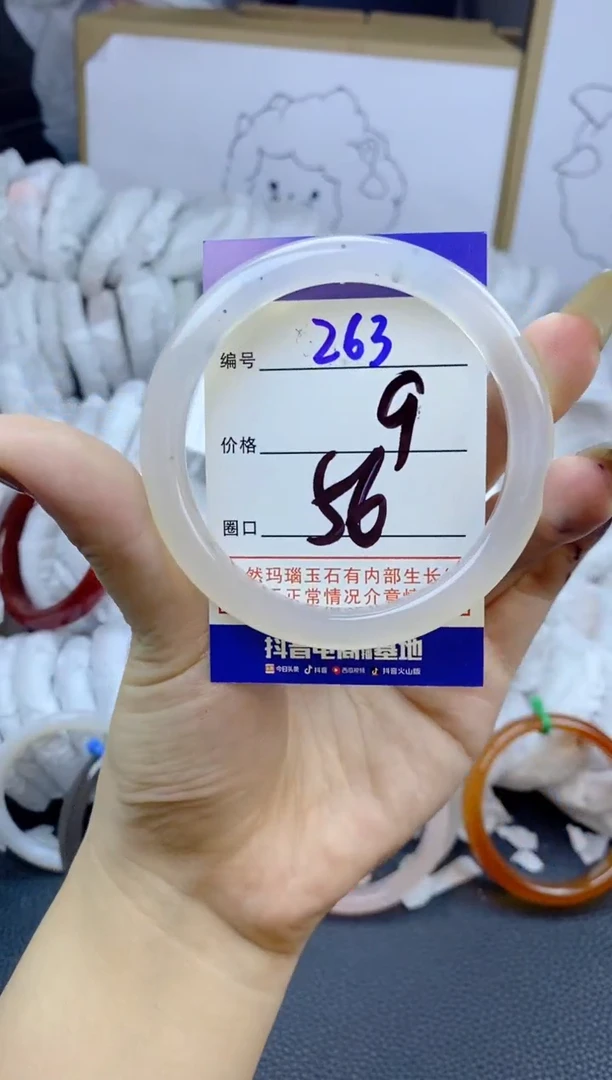 编号 263
价格 9
圈口 56
然玛瑙玉石有内部生长
正常情况介意
抖音电商基地
今日头条 抖音 西瓜视频 抖音火山版